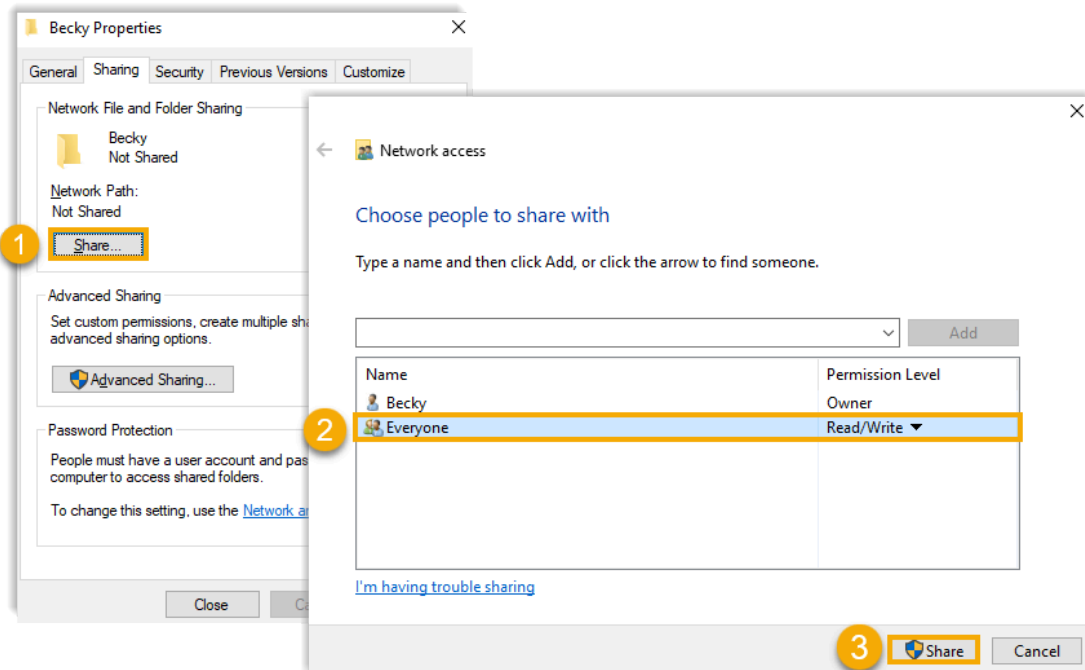 Becky Properties
General Sharing Security Previous Versions Customize
Network File and Folder Sharing
Becky
Not Shared
Network Path:
Not Shared
1
Share...
Advanced Sharing
Set custom permissions, create multiple
advanced sharing options.
Advanced Sharing...
Password Protection
People must have a user account and
computer to access shared folders.
To change this setting, use the Network
Close
Network access
Choose people to share with
Type a name and then click Add, or click the arrow to find someone.
Add
Name Permission Level
Becky Owner
2
Everyone Read/Write
I'm having trouble sharing
3
Share Cancel